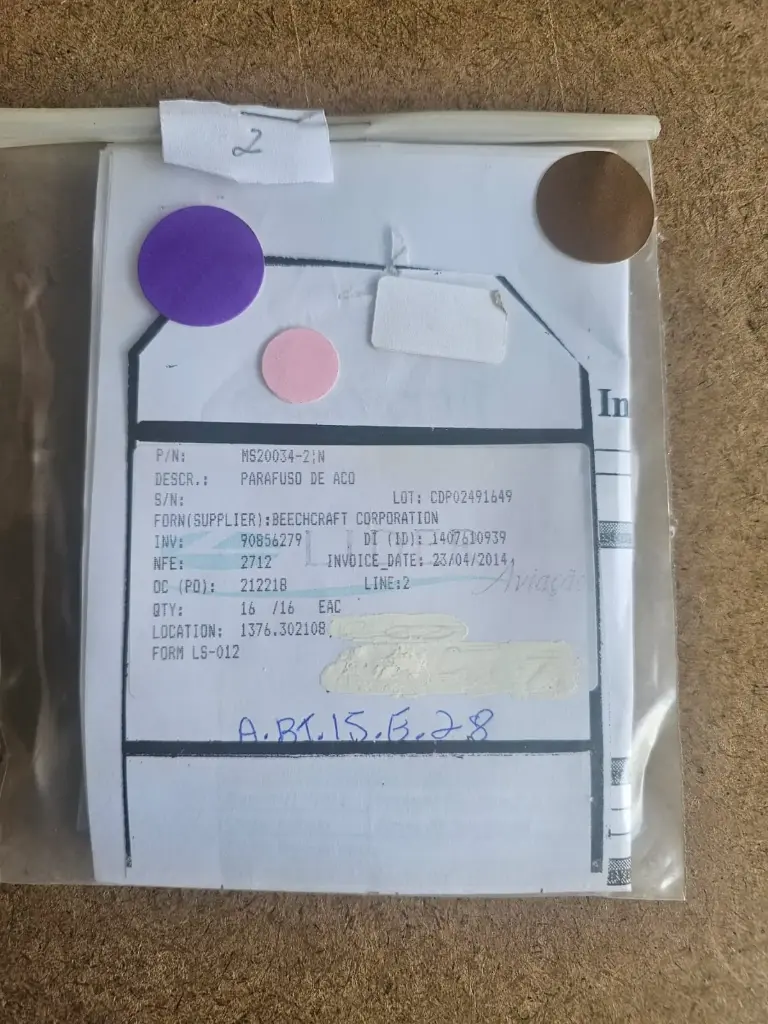 2
In
P/N: MS20034-2;N
DESCR.: PARAFUSO DE ACO
S/N: LOT: CDP02491649
FORN(SUPPLIER):BEECHCRAFT CORPORATION
INV: 90856279 DI (ID): 1407610939
NFE: 2712 INVOICE_DATE: 23/04/2014
OC (PO): 212218 LINE:2
Aviação
QTY: 16 /16 EAC
LOCATION: 1376.302108
FORM LS-012
A.BT.15.E.28